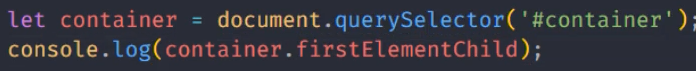 let container = document.querySelector('#container');
console.log(container.firstElementChild);